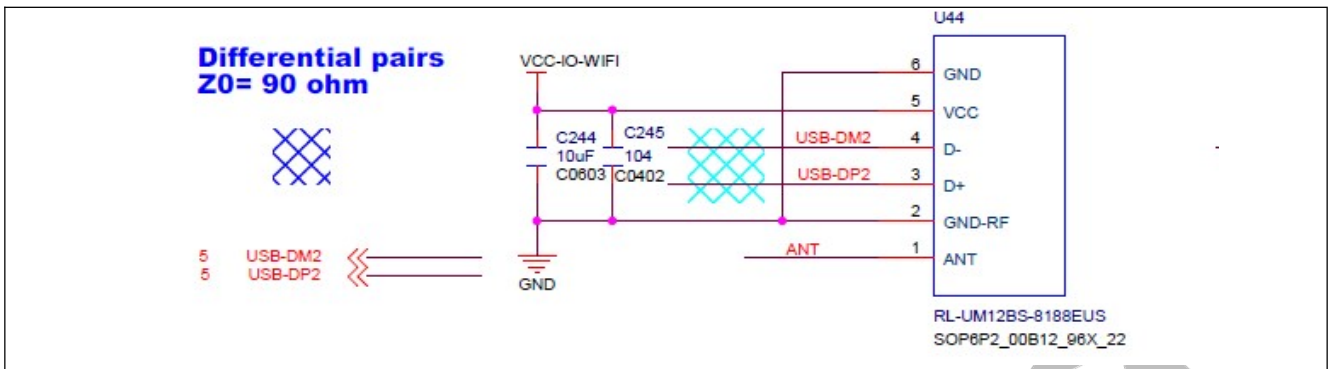 U44
Differential pairs
Z0= 90 ohm
VCC-IO-WIFI
6 GND
5 VCC
C244
10uF
C0603
C245
104
C0402
USB-DM2 4 D-
USB-DP2 3 D+
2 GND-RF
ANT 1 ANT
5 USB-DM2
5 USB-DP2
GND
RL-UM12BS-8188EUS
SOP6P2_00B12_96X_22